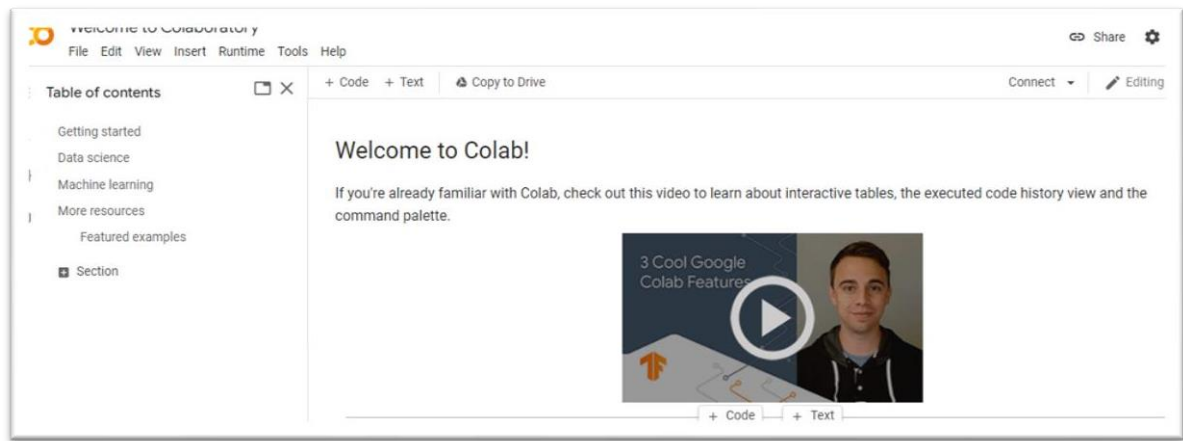 Welcome to Colaboratory
File Edit View Insert Runtime Tools Help
Share
Table of contents
+ Code + Text Copy to Drive
Connect
Editing
Getting started
Data science
Machine learning
More resources
Featured examples
Section
Welcome to Colab!
If you're already familiar with Colab, check out this video to learn about interactive tables, the executed code history view and the
command palette.
3 Cool Google
Colab Features
+ Code + Text